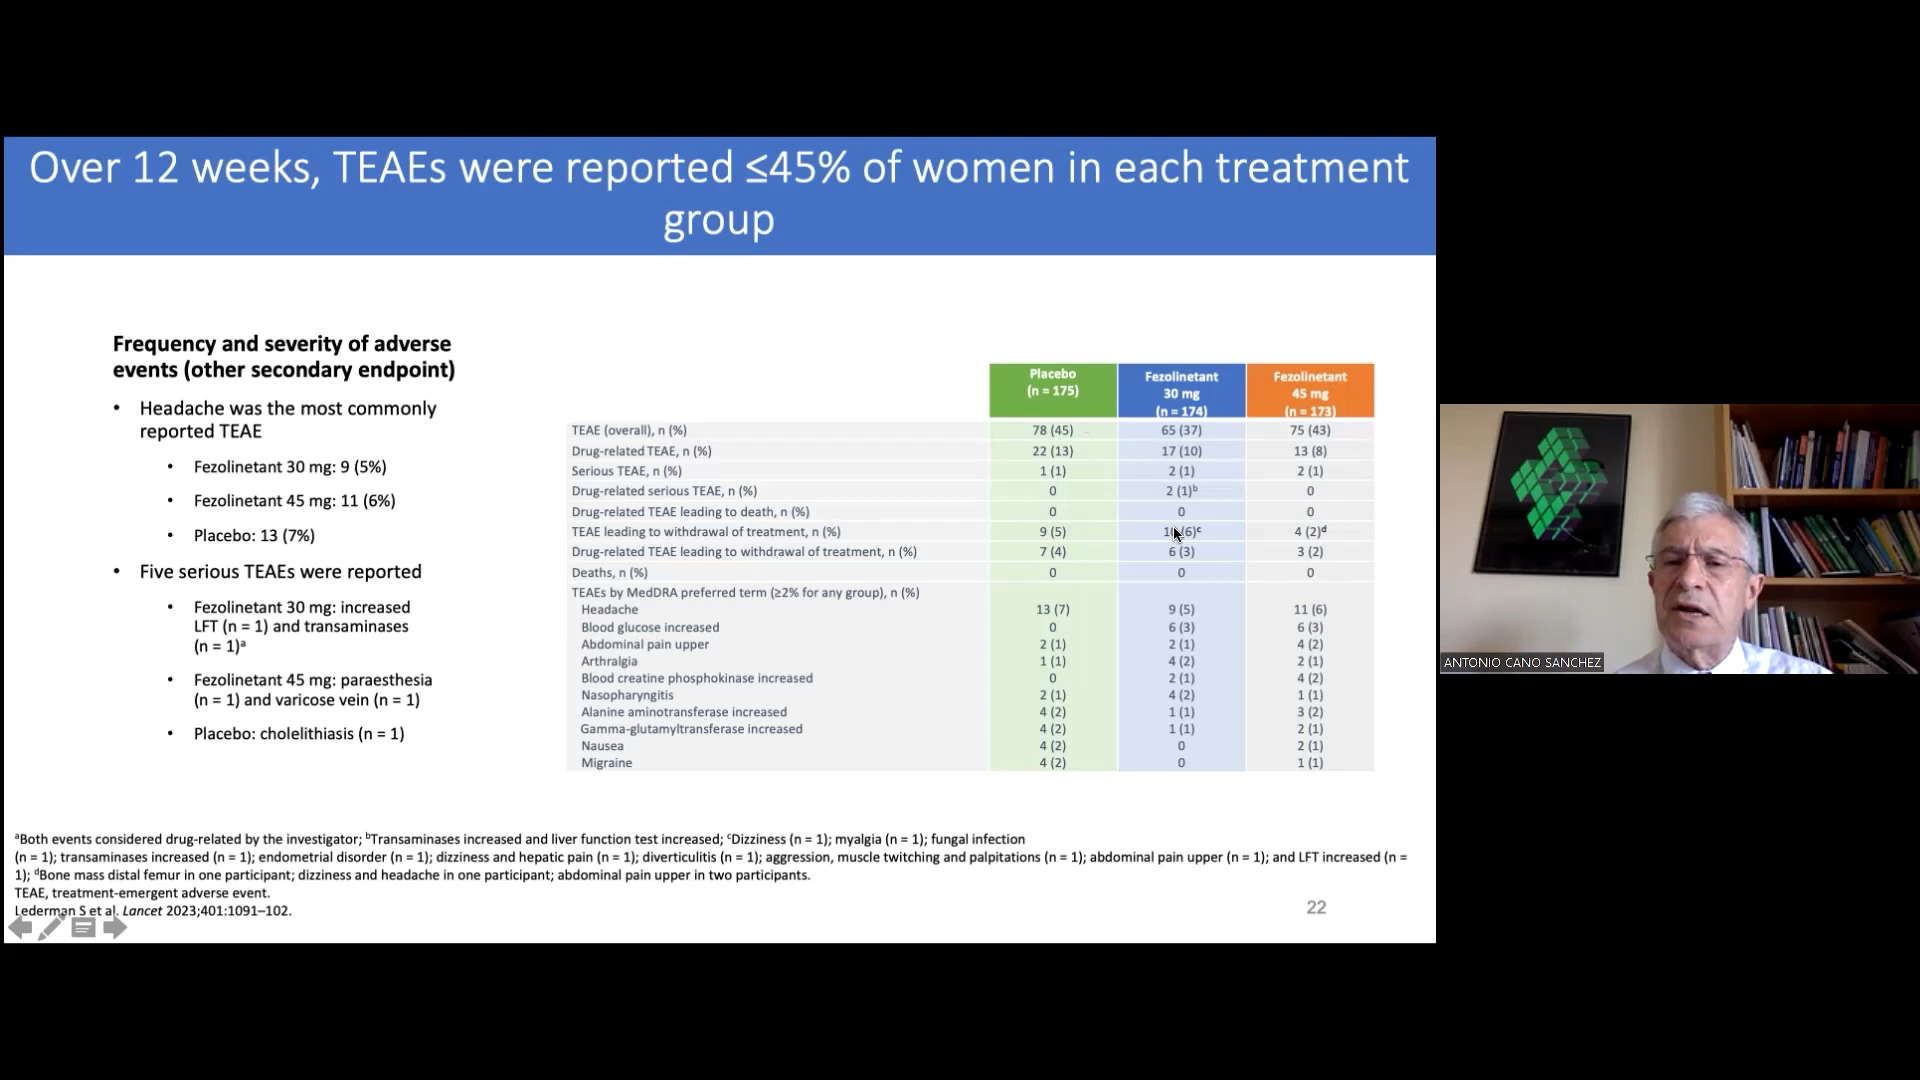 Over 12 weeks, TEAEs were reported ≤45% of women in each treatment
group
Frequency and severity of adverse
events (other secondary endpoint)
• Headache was the most commonly
reported TEAE
• Fezolinetant 30 mg: 9 (5%)
• Fezolinetant 45 mg: 11 (6%)
• Placebo: 13 (7%)
• Five serious TEAEs were reported
• Fezolinetant 30 mg: increased
LFT (n = 1) and transaminases
(n = 1)ᵃ
• Fezolinetant 45 mg: paraesthesia
(n = 1) and varicose vein (n = 1)
• Placebo: cholelithiasis (n = 1)
Placebo
(n = 175)
Fezolinetant
30 mg
(n = 174)
Fezolinetant
45 mg
(n = 173)
TEAE (overall), n (%) 78 (45) 65 (37) 75 (43)
Drug-related TEAE, n (%) 22 (13) 17 (10) 13 (8)
Serious TEAE, n (%) 1 (1) 2 (1) 2 (1)
Drug-related serious TEAE, n (%) 0 2 (1)ᵇ 0
Drug-related TEAE leading to death, n (%) 0 0 0
TEAE leading to withdrawal of treatment, n (%) 9 (5) (6)ᶜ 4 (2)ᵈ
Drug-related TEAE leading to withdrawal of treatment, n (%) 7 (4) 6 (3) 3 (2)
Deaths, n (%) 0 0 0
TEAEs by MedDRA preferred term (≥2% for any group), n (%)
Headache 13 (7) 9 (5) 11 (6)
Blood glucose increased 0 6 (3) 6 (3)
Abdominal pain upper 2 (1) 2 (1) 4 (2)
Arthralgia 1 (1) 4 (2) 2 (1)
Blood creatine phosphokinase increased 0 2 (1) 4 (2)
Nasopharyngitis 2 (1) 4 (2) 1 (1)
Alanine aminotransferase increased 4 (2) 1 (1) 3 (2)
Gamma-glutamyltransferase increased 4 (2) 1 (1) 2 (1)
Nausea 4 (2) 0 2 (1)
Migraine 4 (2) 0 1 (1)
ᵃBoth events considered drug-related by the investigator; ᵇTransaminases increased and liver function test increased; ᶜDizziness (n = 1); myalgia (n = 1); fungal infection
(n = 1); transaminases increased (n = 1); endometrial disorder (n = 1); dizziness and hepatic pain (n = 1); diverticulitis (n = 1); aggression, muscle twitching and palpitations (n = 1); abdominal pain upper (n = 1); and LFT increased (n =
1); ᵈBone mass distal femur in one participant; dizziness and headache in one participant; abdominal pain upper in two participants.
TEAE, treatment-emergent adverse event.
Lederman S et al. Lancet 2023;401:1091–102.
22
ANTONIO CANO SANCHEZ